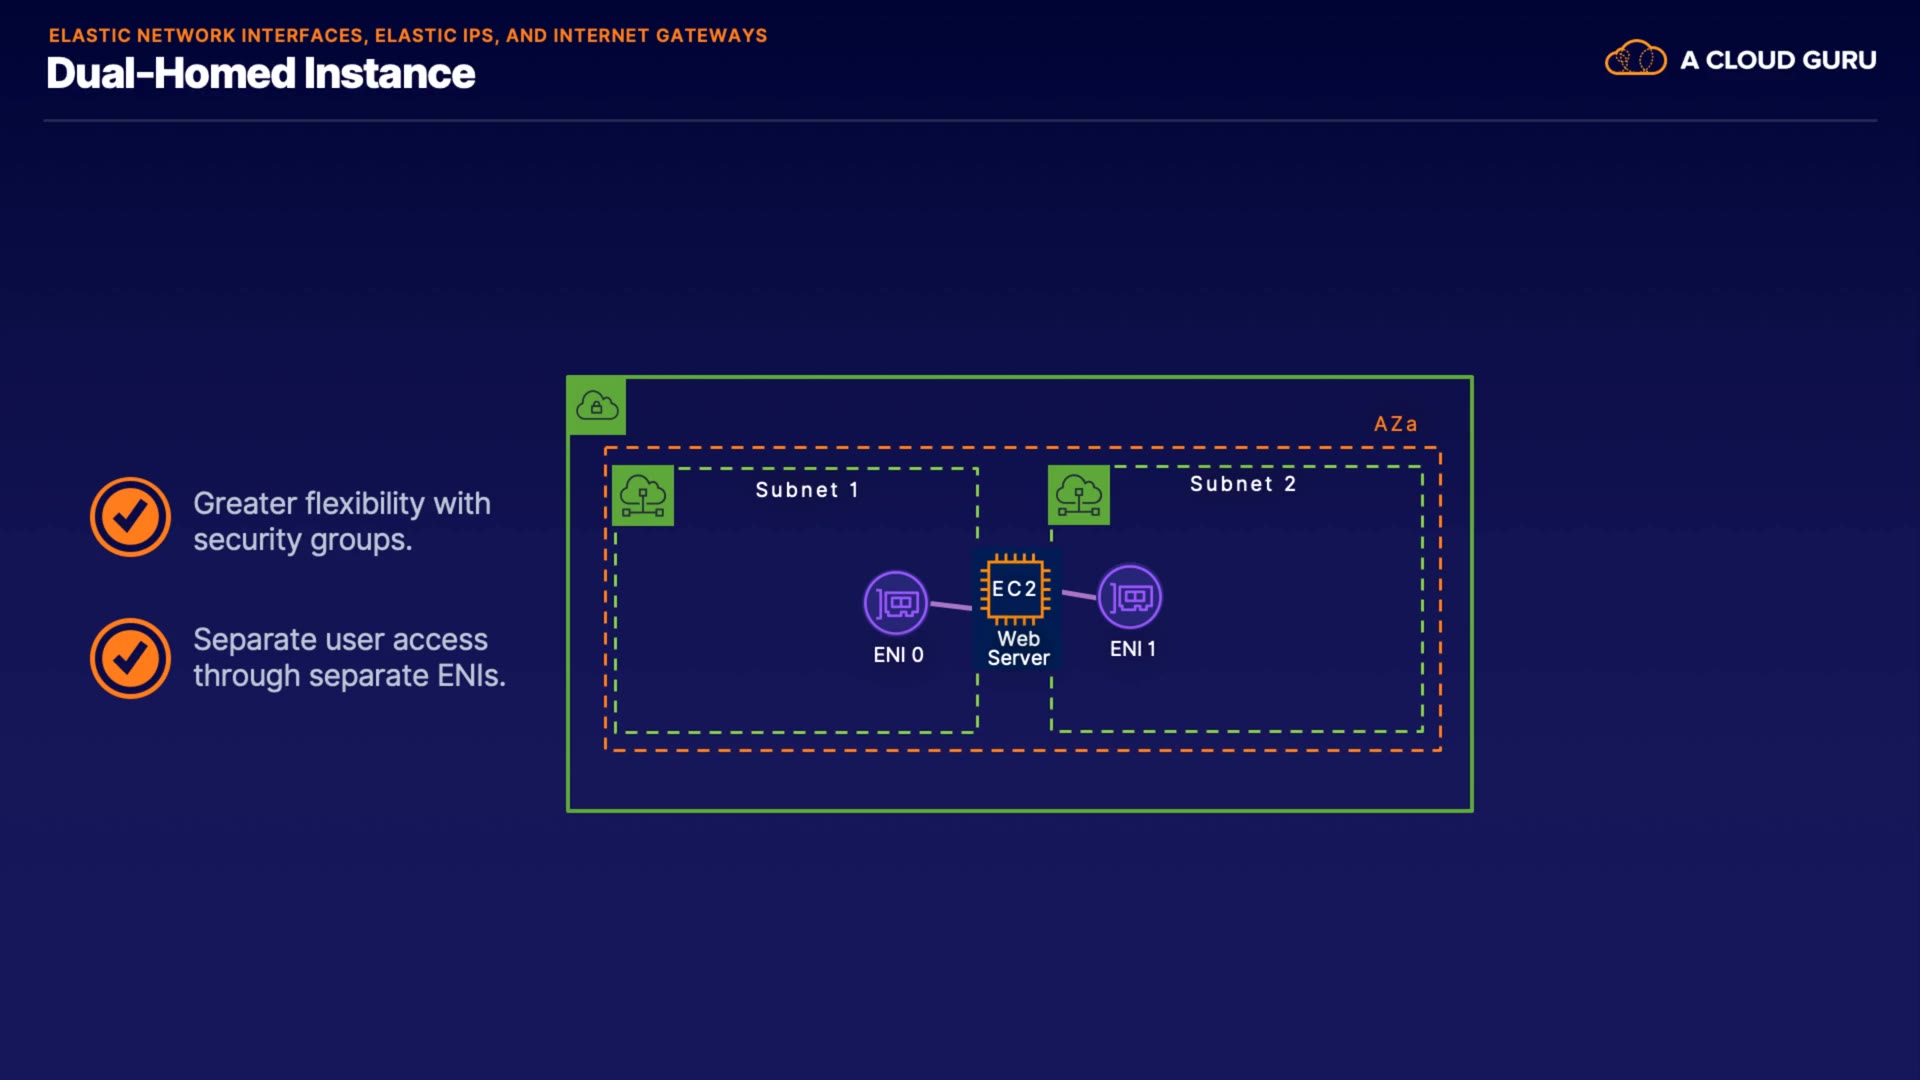 ELASTIC NETWORK INTERFACES, ELASTIC IPS, AND INTERNET GATEWAYS
Dual-Homed Instance
A CLOUD GURU
Greater flexibility with
security groups.
Separate user access
through separate ENIs.
AZa
Subnet 1
Subnet 2
EC2
Web
Server
ENI 0
ENI 1